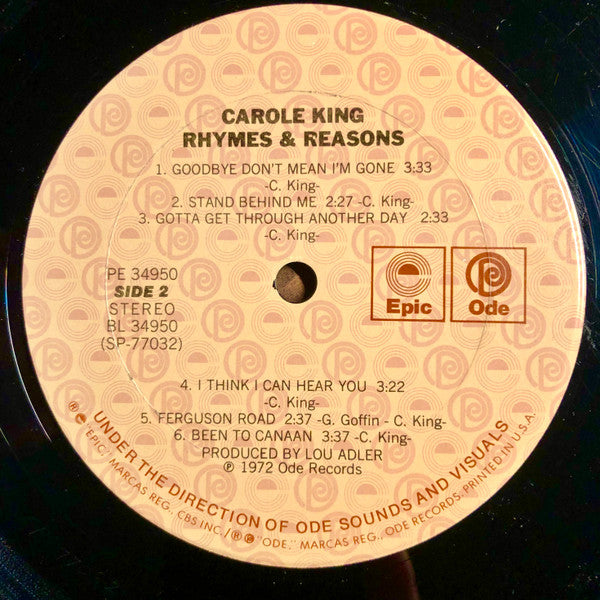 CAROLE KING
RHYMES & REASONS
1. GOODBYE DON'T MEAN I'M GONE 3:33
-C. King-
2. STAND BEHIND ME 2:27 -C. King-
3. GOTTA GET THROUGH ANOTHER DAY 2:33
-C. King-
PE 34950
SIDE 2
STEREO
BL 34950
(SP-77032)
Epic
Ode
4. I THINK I CAN HEAR YOU 3:22
-C. King-
5. FERGUSON ROAD 2:37 -G. Goffin - C. King-
6. BEEN TO CANAAN 3:37 -C. King-
PRODUCED BY LOU ADLER
℗ 1972 Ode Records
UNDER THE DIRECTION OF ODE SOUNDS AND VISUALS
"EPIC," MARCAS REG., CBS INC./ "ODE," MARCAS REG., ODE RECORDS. PRINTED IN U.S.A.